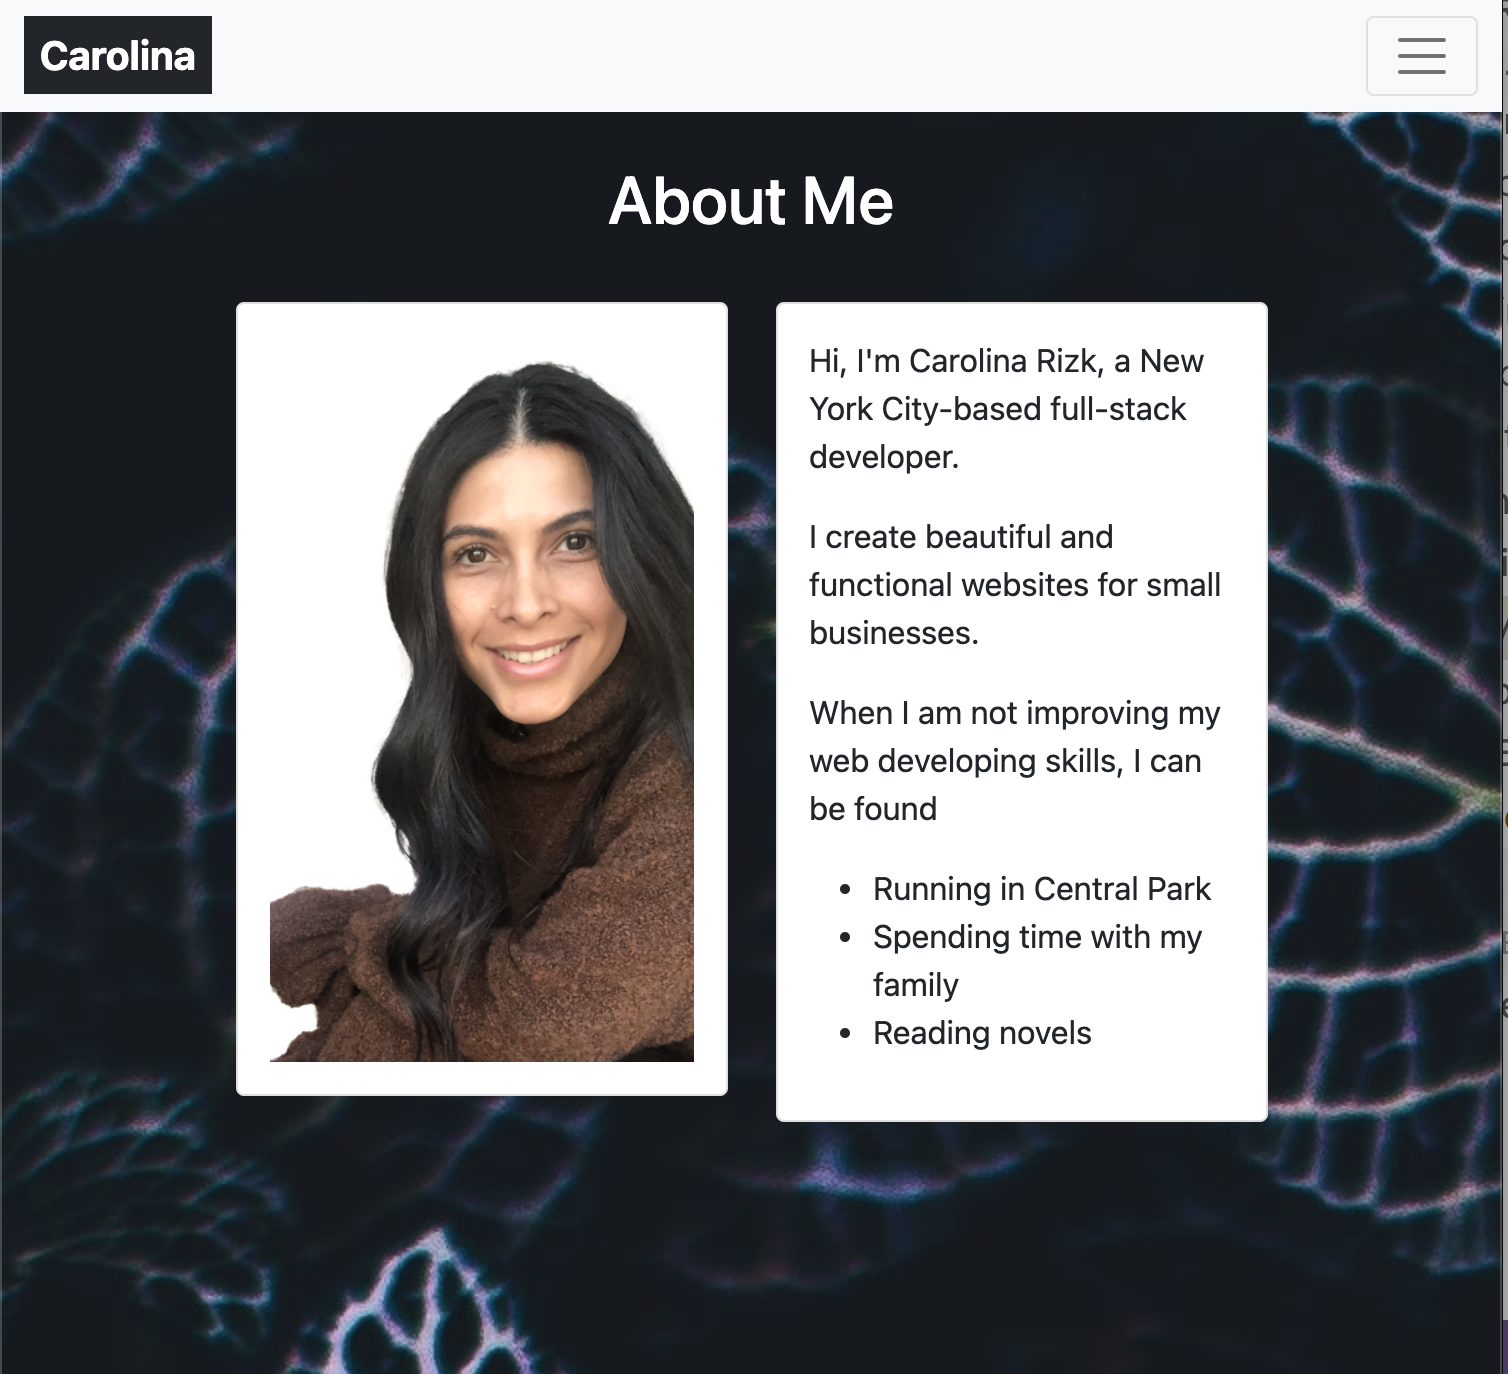 Carolina
About Me
Hi, I'm Carolina Rizk, a New
York City-based full-stack
developer.
I create beautiful and
functional websites for small
businesses.
When I am not improving my
web developing skills, I can
be found
• Running in Central Park
• Spending time with my
family
• Reading novels